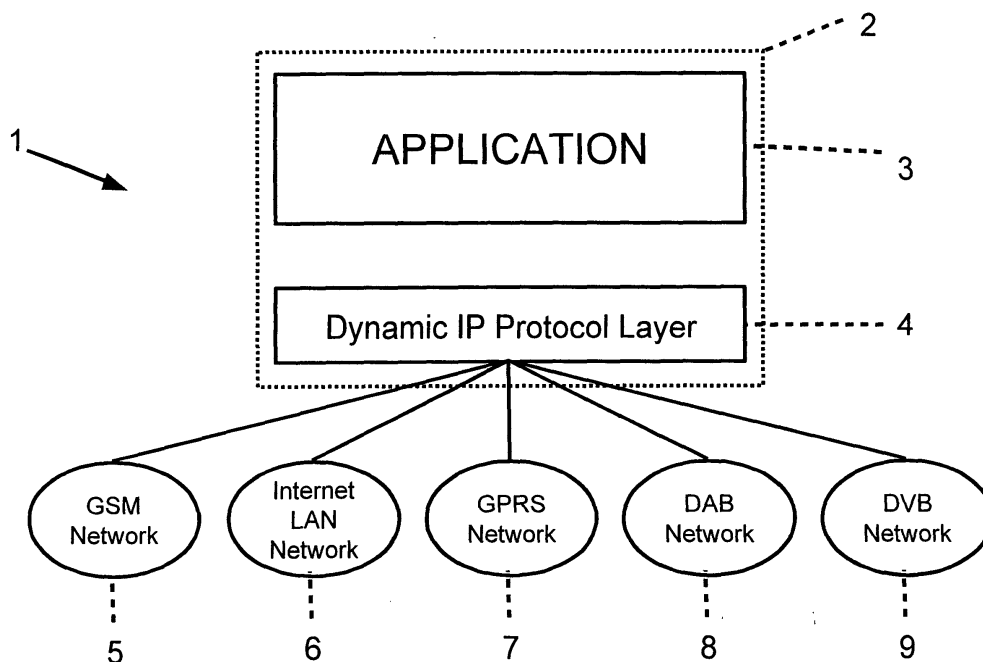 2
1
APPLICATION
3
Dynamic IP Protocol Layer
4
GSM
Network
Internet
LAN
Network
GPRS
Network
DAB
Network
DVB
Network
5
6
7
8
9